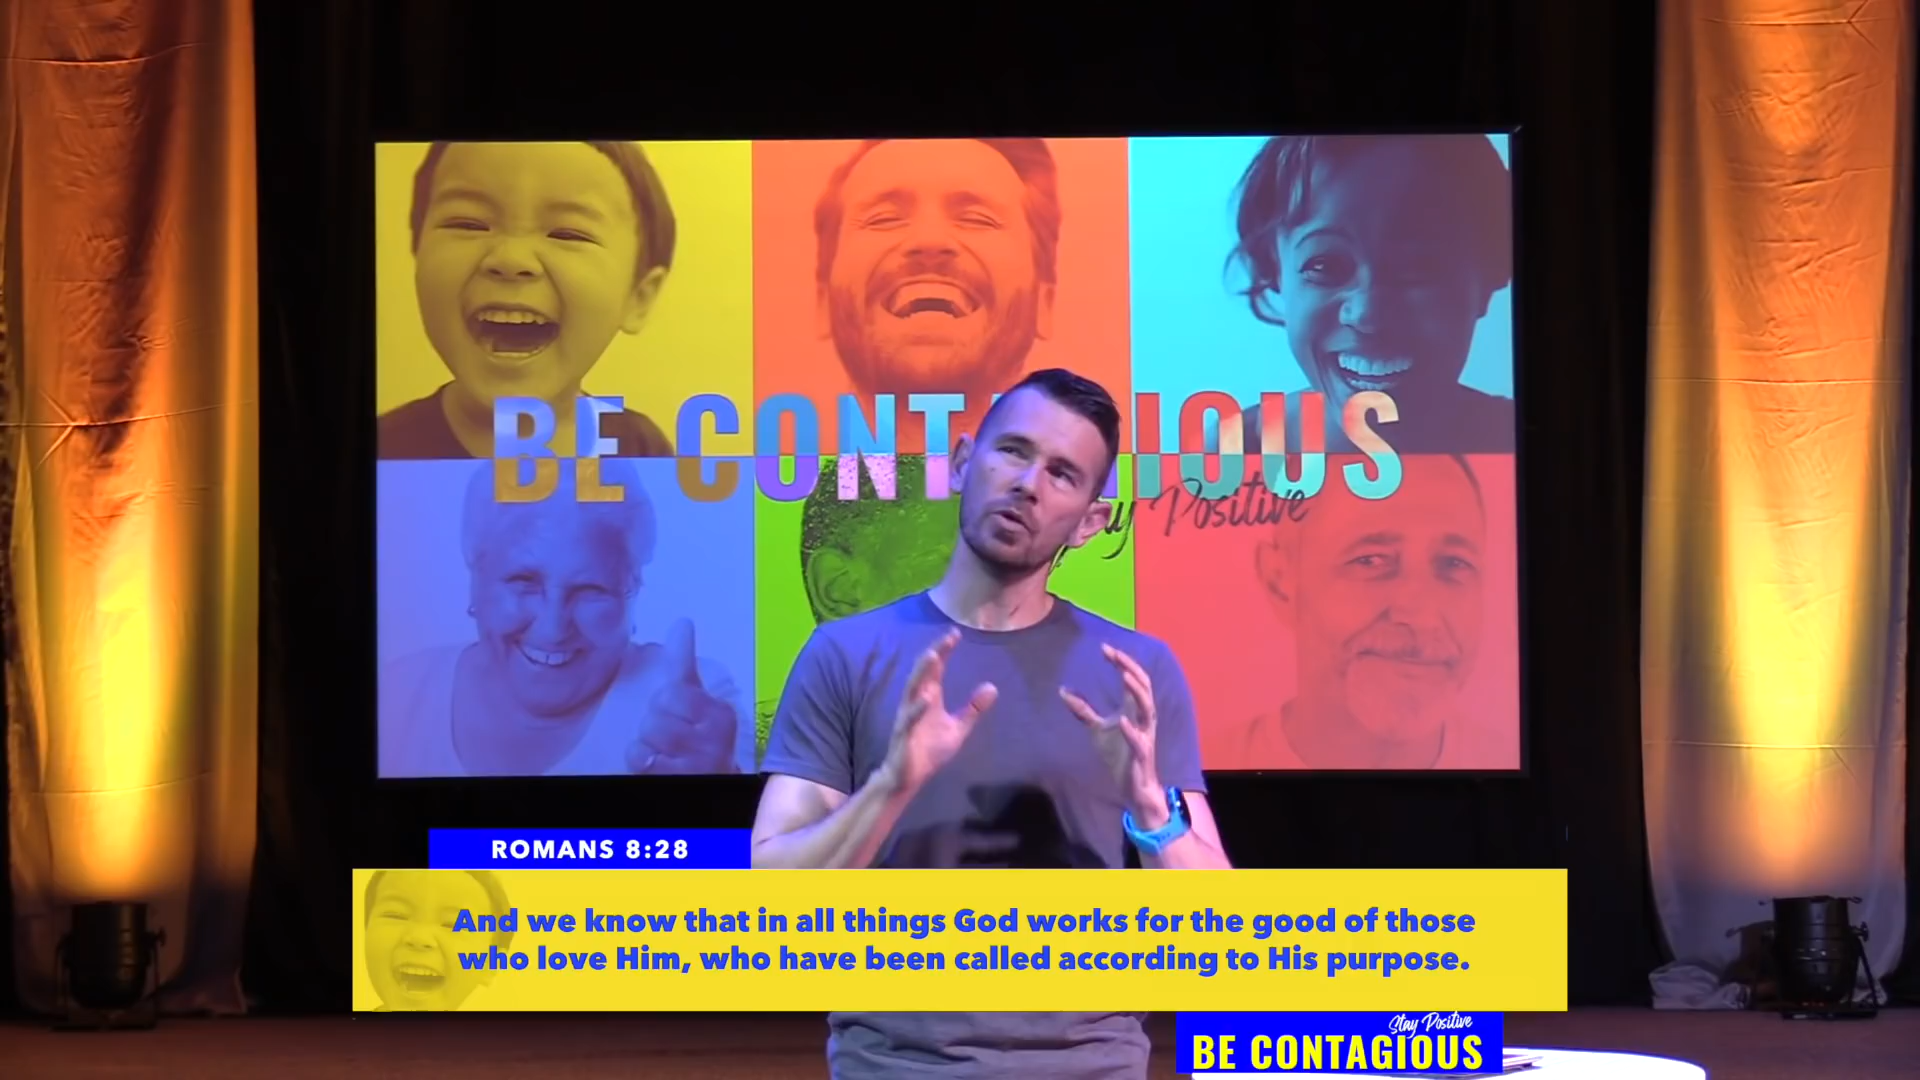 BE CONT IOUS
y Positive
ROMANS 8:28
And we know that in all things God works for the good of those
who love Him, who have been called according to His purpose.
Stay Positive
BE CONTAGIOUS